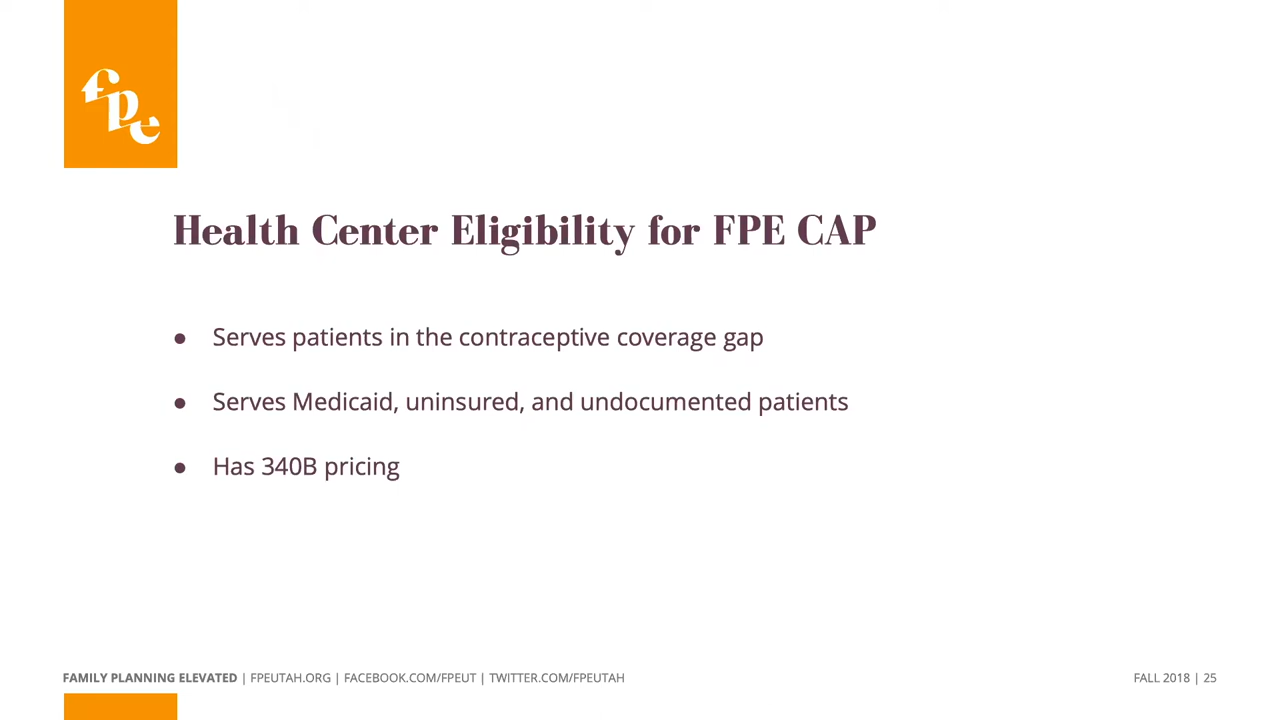 fpe
Health Center Eligibility for FPE CAP
● Serves patients in the contraceptive coverage gap
● Serves Medicaid, uninsured, and undocumented patients
● Has 340B pricing
FAMILY PLANNING ELEVATED | FPEUTAH.ORG | FACEBOOK.COM/FPEUT | TWITTER.COM/FPEUTAH
FALL 2018 | 25